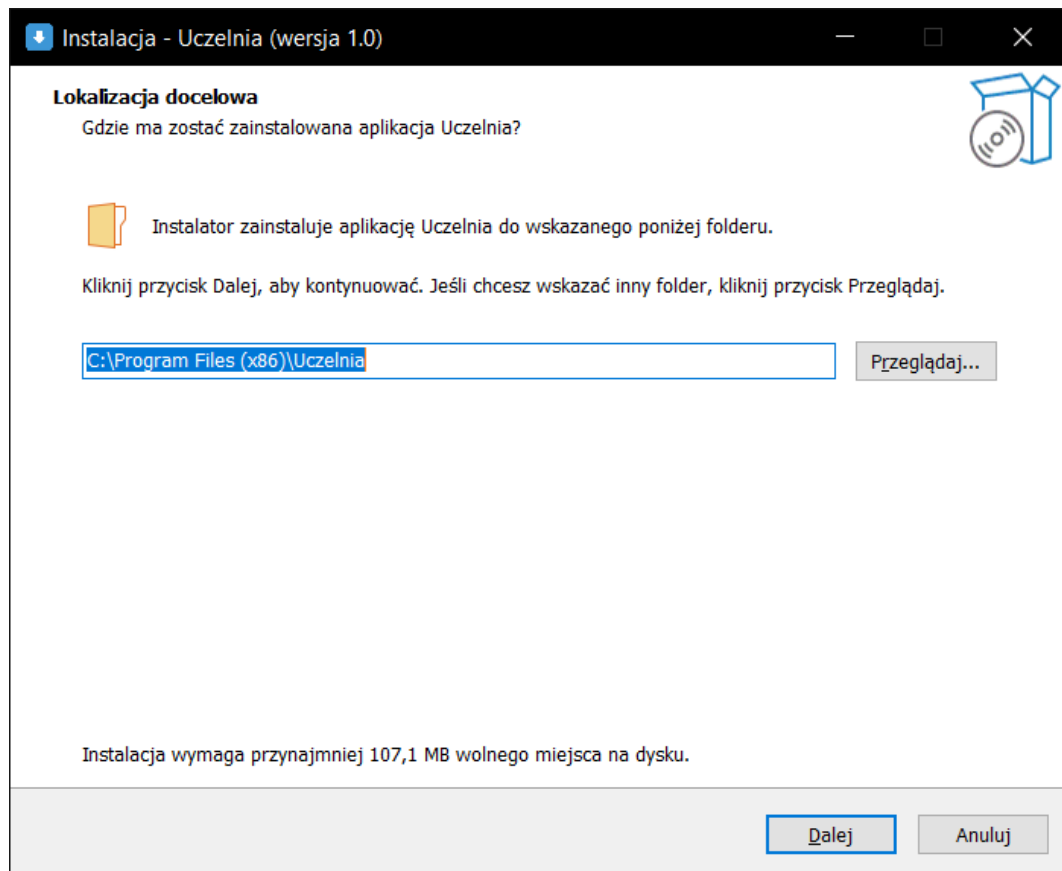 Instalacja - Uczelnia (wersja 1.0)
Lokalizacja docelowa
Gdzie ma zostać zainstalowana aplikacja Uczelnia?
Instalator zainstaluje aplikację Uczelnia do wskazanego poniżej folderu.
Kliknij przycisk Dalej, aby kontynuować. Jeśli chcesz wskazać inny folder, kliknij przycisk Przeglądaj.
C:\Program Files (x86)\Uczelnia
Przeglądaj...
Instalacja wymaga przynajmniej 107,1 MB wolnego miejsca na dysku.
Dalej
Anuluj